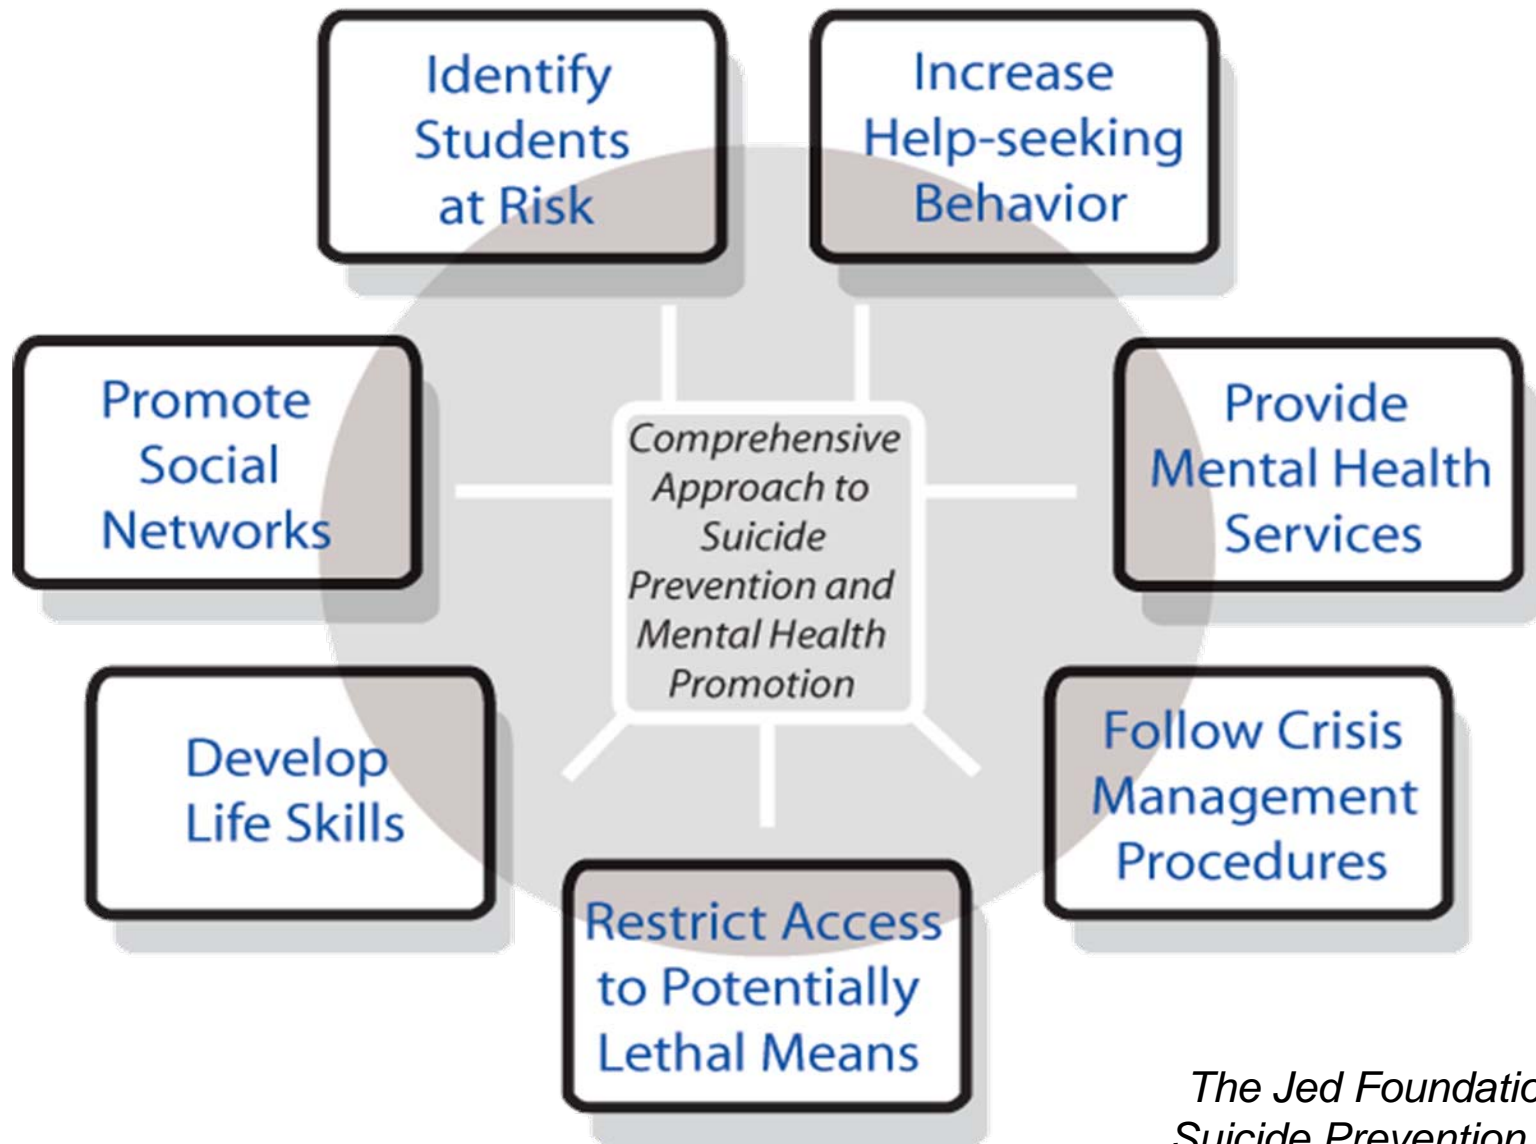 Identify
Students
at Risk
Increase
Help-seeking
Behavior
Promote
Social
Networks
Comprehensive
Approach to
Suicide
Prevention and
Mental Health
Promotion
Provide
Mental Health
Services
Develop
Life Skills
Follow Crisis
Management
Procedures
Restrict Access
to Potentially
Lethal Means
The Jed
Suicide Prevention